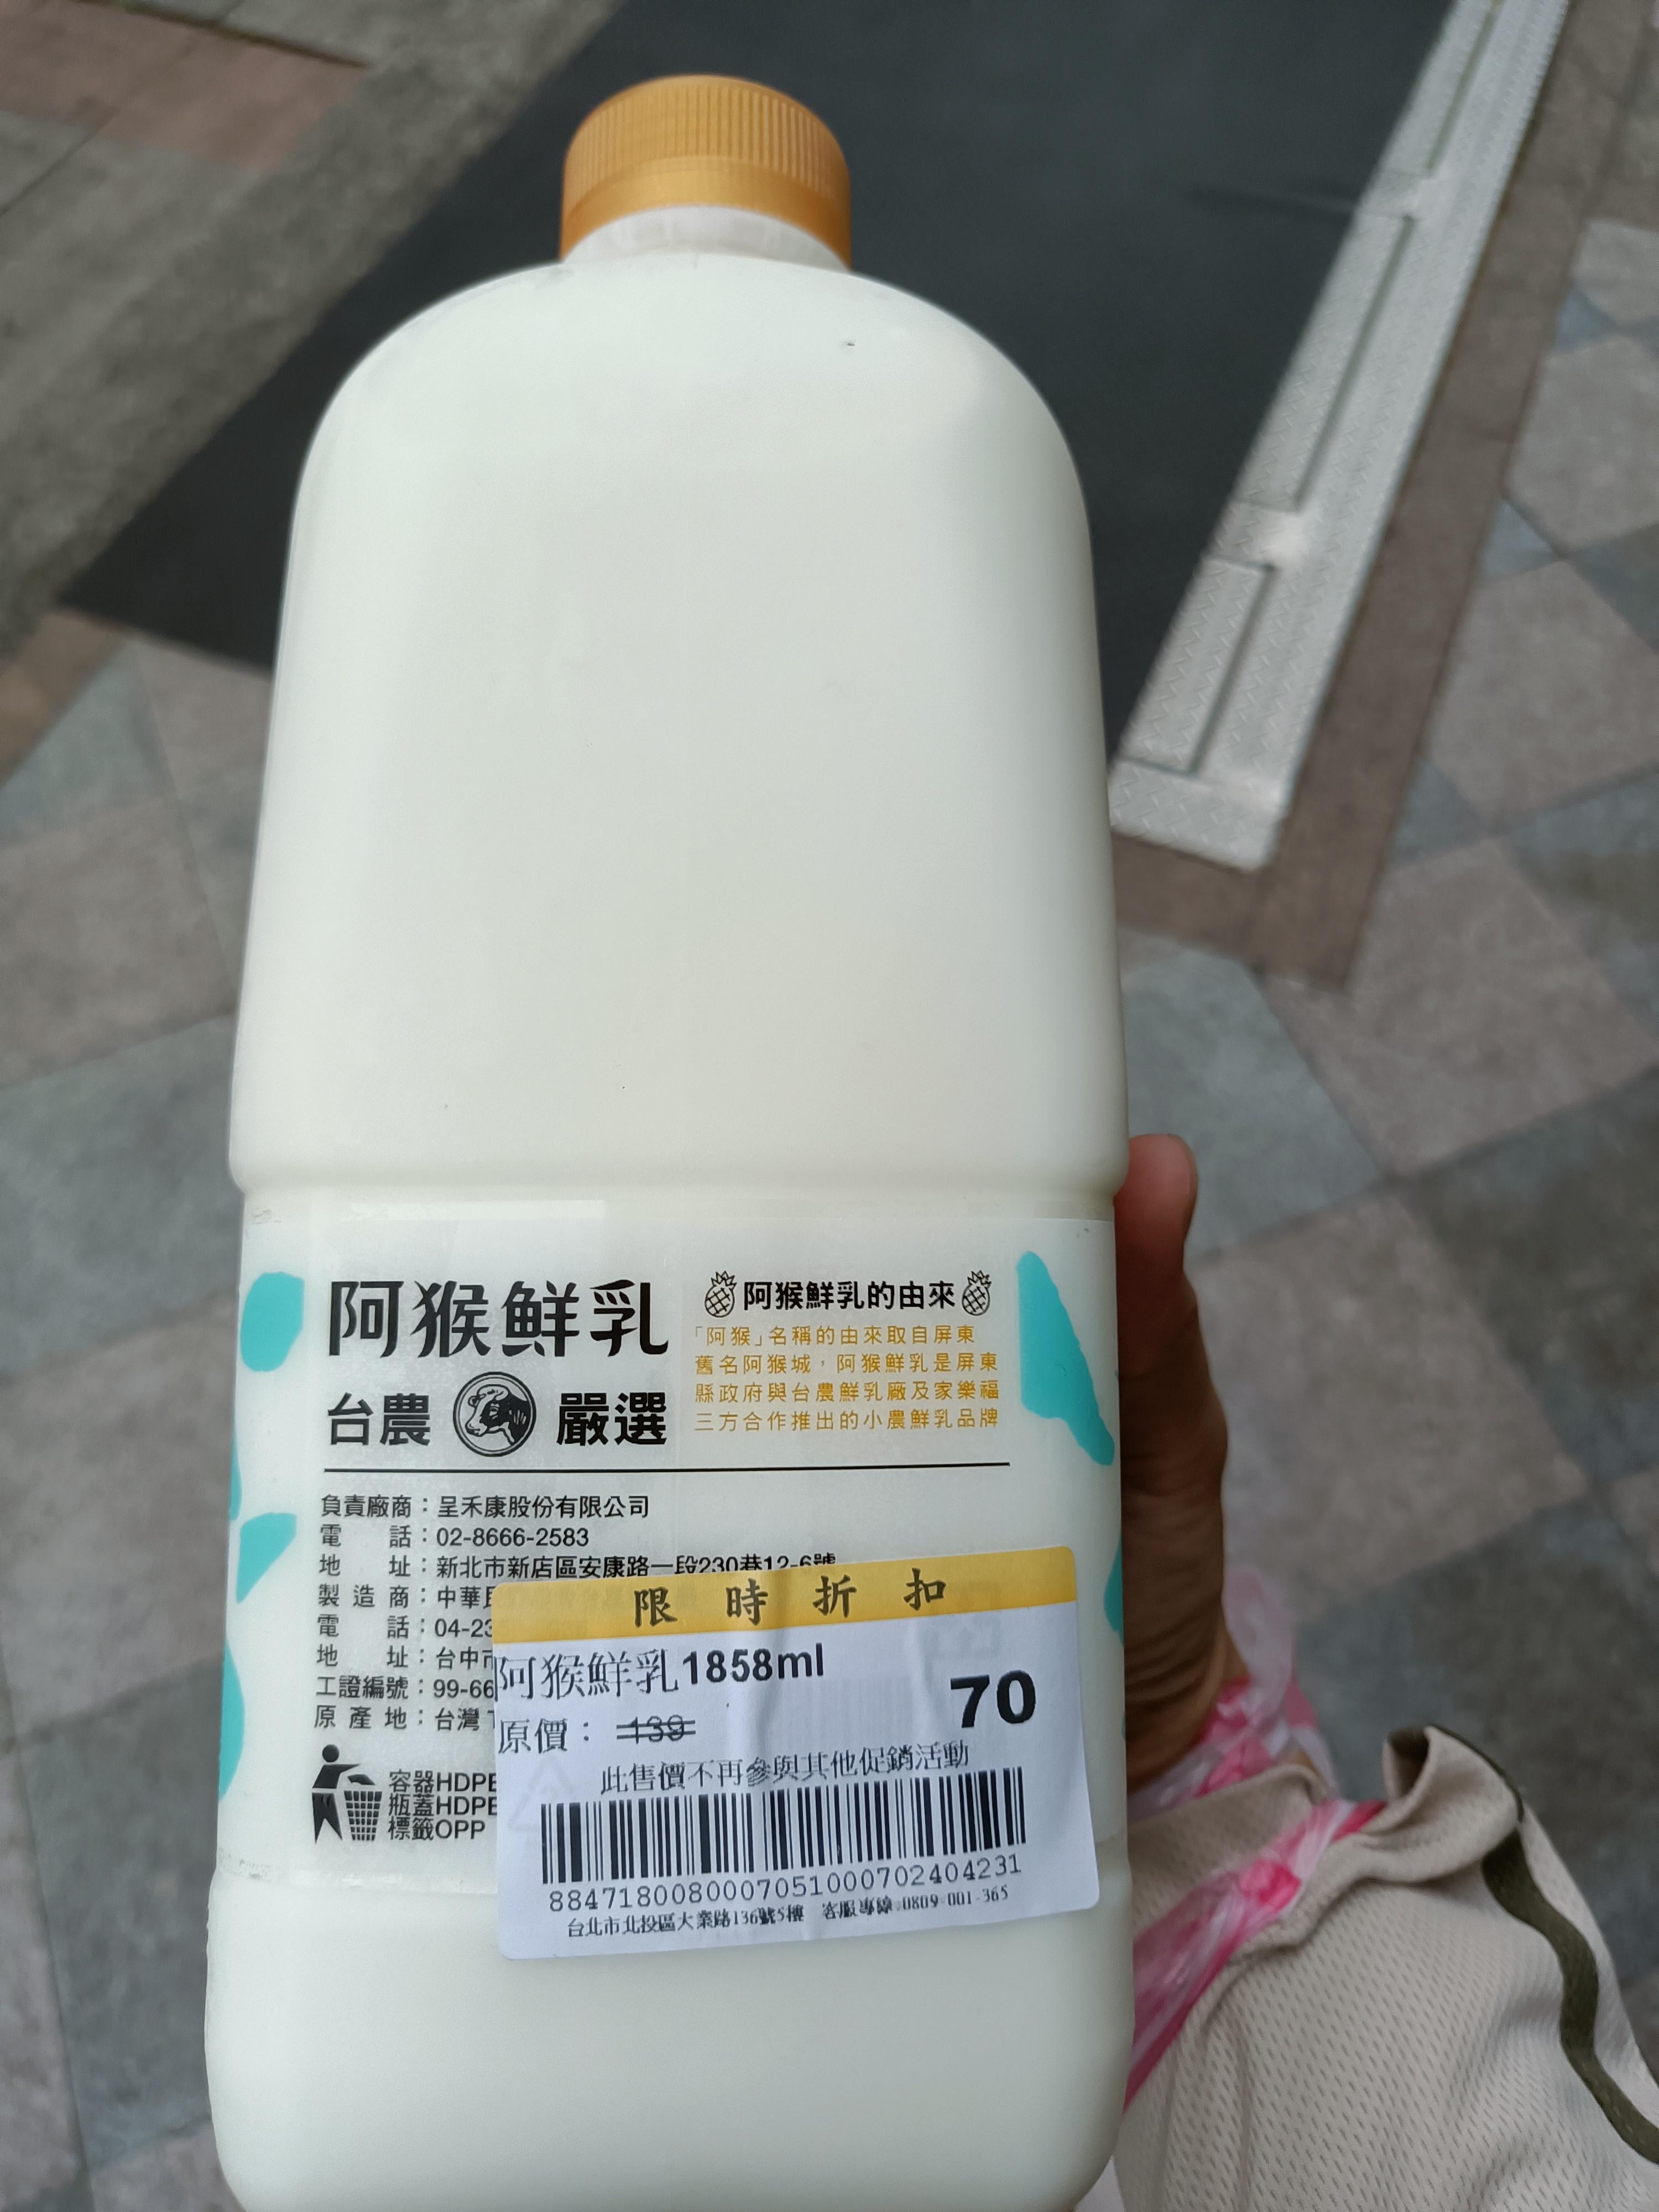 阿猴鮮乳
台農 嚴選
阿猴鮮乳的由來
「阿猴」名稱的由來取自屏東
舊名阿猴城，阿猴鮮乳是屏東
縣政府與台農鮮乳廠及家樂福
三方合作推出的小農鮮乳品牌
負責廠商：呈禾康股份有限公司
電話：02-8666-2583
地址：新北市新店區安康路一段230巷12-6號
製造商：中華
電話：04-23
地址：台中市
工證編號：99-66
原產地：台灣
容器HDPE
瓶蓋HDPE
標籤OPP
限時折扣
阿猴鮮乳1858ml
原價：139
70
此售價不再參與其他促銷活動
8847180080007051000702404231
台北市北投區大業路136號5樓 客服專線:0809-001-365